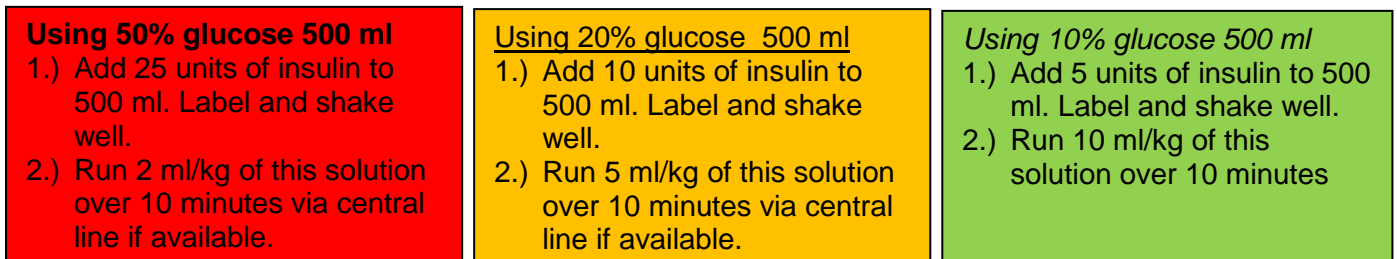 Using 50% glucose 500 ml
1.) Add 25 units of insulin to
500 ml. Label and shake
well.
2.) Run 2 ml/kg of this solution
over 10 minutes via central
line if available.
Using 20% glucose  500 ml
1.) Add 10 units of insulin to
500 ml. Label and shake
well.
2.) Run 5 ml/kg of this solution
over 10 minutes via central
line if available.
Using 10% glucose 500 ml
1.) Add 5 units of insulin to 500
ml. Label and shake well.
2.) Run 10 ml/kg of this
solution over 10 minutes